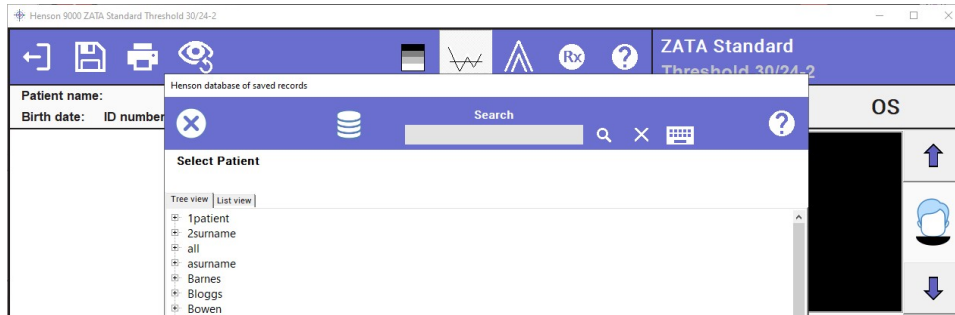 Henson 9000 ZATA Standard Threshold 30/24-2
Rx
?
ZATA Standard
Threshold 30/24-2
Henson database of saved records
Patient name:
Birth date: ID number
Search
?
OS
Select Patient
Tree view List view
1patient
2surname
all
asurname
Barnes
Bloggs
Bowen